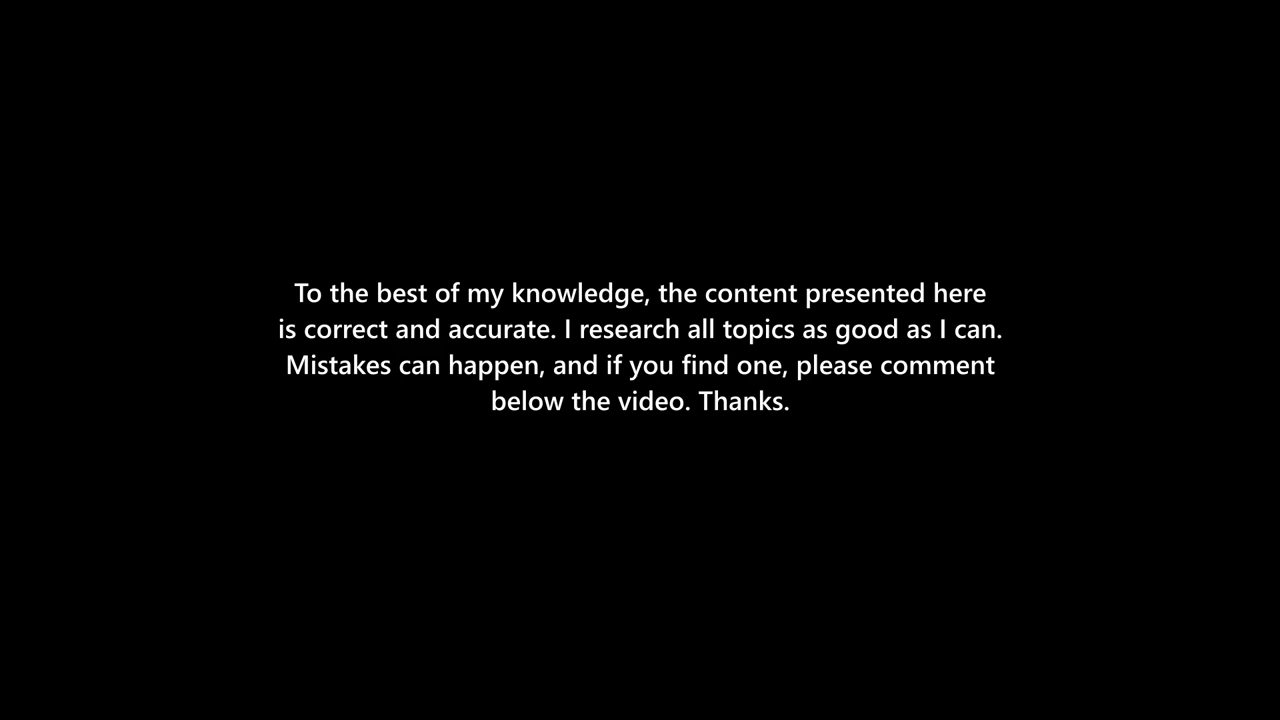 To the best of my knowledge, the content presented here
is correct and accurate. I research all topics as good as I can.
Mistakes can happen, and if you find one, please comment
below the video. Thanks.